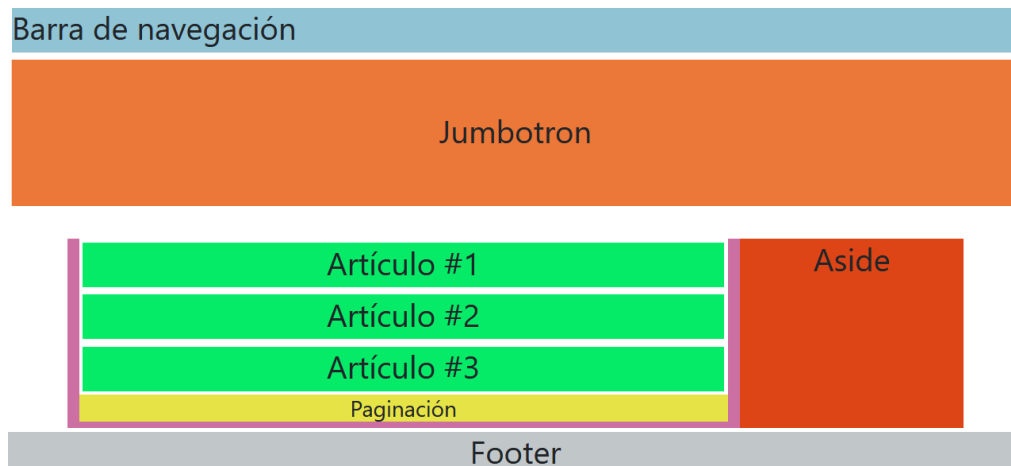 Barra de navegación
Jumbotron
Artículo #1
Artículo #2
Artículo #3
Paginación
Aside
Footer